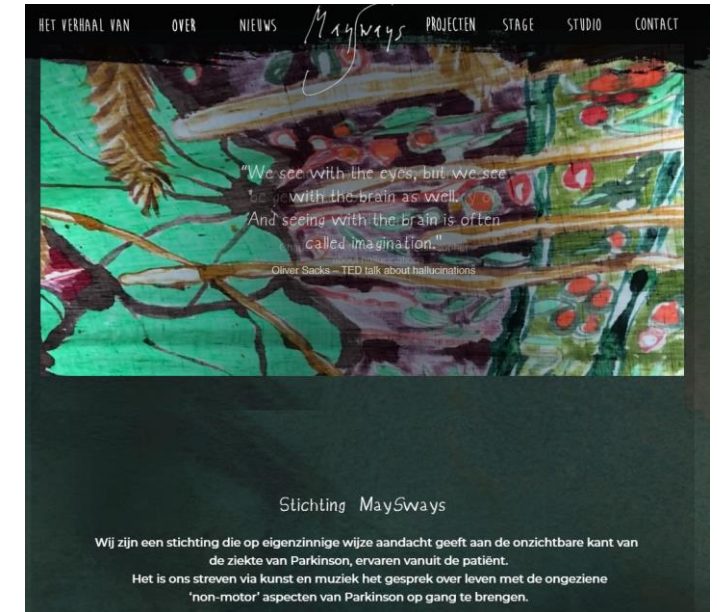 HET VERHAAL VAN OVER NIEUWS MaySways PROJECTEN STAGE STUDIO CONTACT
"We see with the eyes, but we see
with the brain as well.
And seeing with the brain is often
called imagination."
Oliver Sacks – TED talk about hallucinations
Stichting MaySways
Wij zijn een stichting die op eigenzinnige wijze aandacht geeft aan de onzichtbare kant van
de ziekte van Parkinson, ervaren vanuit de patiënt.
Het is ons streven via kunst en muziek het gesprek over leven met de ongeziene
‘non-motor’ aspecten van Parkinson op gang te brengen.